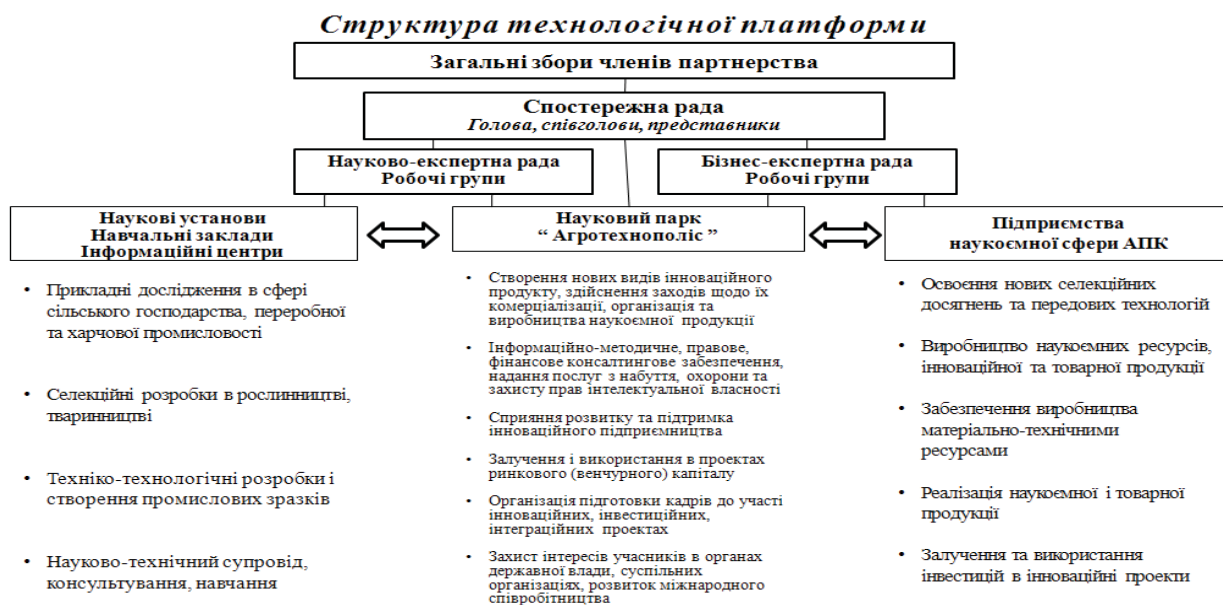 Структура технологічної платформи
Загальні збори членів партнерства
Спостережна рада
Голова, співголови, представники
Науково-експертна рада
Робочі групи
Бізнес-експертна рада
Робочі групи
Наукові установи
Навчальні заклади
Інформаційні центри
Науковий парк
“ Агротехнополіс ”
Підприємства
наукоємної сфери АПК
• Прикладні дослідження в сфері
сільського господарства, переробної
та харчової промисловості
• Селекційні розробки в рослинництві,
тваринництві
• Техніко-технологічні розробки і
створення промислових зразків
• Науково-технічний супровід,
консультування, навчання
• Створення нових видів інноваційного
продукту, здійснення заходів щодо їх
комерціалізації, організація та
виробництва наукоємної продукції
• Інформаційно-методичне, правове,
фінансове консалтингове забезпечення,
надання послуг з набуття, охорони та
захисту прав інтелектуальної власності
• Сприяння розвитку та підтримка
інноваційного підприємництва
• Залучення і використання в проектах
ринкового (венчурного) капіталу
• Організація підготовки кадрів до участі
інноваційних, інвестиційних,
інтеграційних проектах
• Захист інтересів учасників в органах
державної влади, суспільних
організаціях, розвиток міжнародного
співробітництва
• Освоєння нових селекційних
досягнень та передових технологій
• Виробництво наукоємних ресурсів,
інноваційної та товарної продукції
• Забезпечення виробництва
матеріально-технічними
ресурсами
• Реалізація наукоємної і товарної
продукції
• Залучення та використання
інвестицій в інноваційні проекти